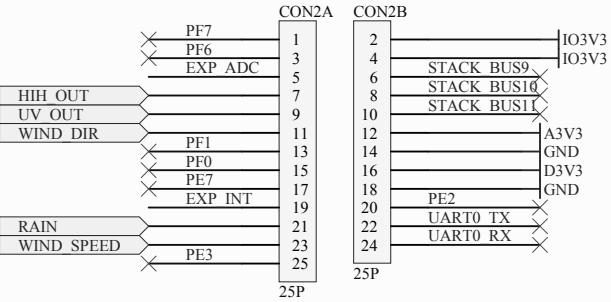 CON2A CON2B
PF7 1 2 IO3V3
PF6 3 4 IO3V3
EXP_ADC 5 6 STACK_BUS9
HIH_OUT 7 8 STACK_BUS10
UV_OUT 9 10 STACK_BUS11
WIND_DIR 11 12 A3V3
PF1 13 14 GND
PF0 15 16 D3V3
PE7 17 18 GND
EXP_INT 19 20 PE2
RAIN 21 22 UART0_TX
WIND_SPEED 23 24 UART0_RX
PE3 25
25P 25P